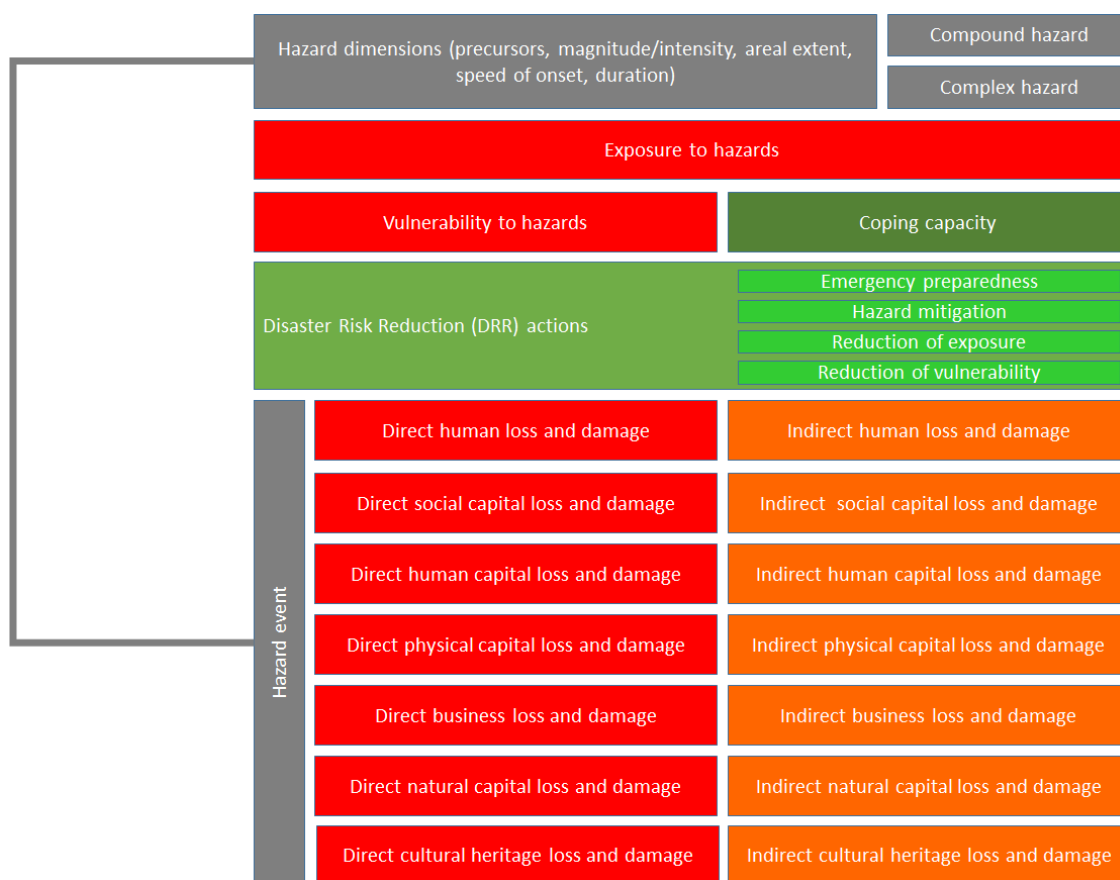 Hazard dimensions (precursors, magnitude/intensity, areal extent,
speed of onset, duration)
Compound hazard
Complex hazard
Exposure to hazards
Vulnerability to hazards
Coping capacity
Disaster Risk Reduction (DRR) actions
Emergency preparedness
Hazard mitigation
Reduction of exposure
Reduction of vulnerability
Hazard event
Direct human loss and damage
Indirect human loss and damage
Direct social capital loss and damage
Indirect social capital loss and damage
Direct human capital loss and damage
Indirect human capital loss and damage
Direct physical capital loss and damage
Indirect physical capital loss and damage
Direct business loss and damage
Indirect business loss and damage
Direct natural capital loss and damage
Indirect natural capital loss and damage
Direct cultural heritage loss and damage
Indirect cultural heritage loss and damage